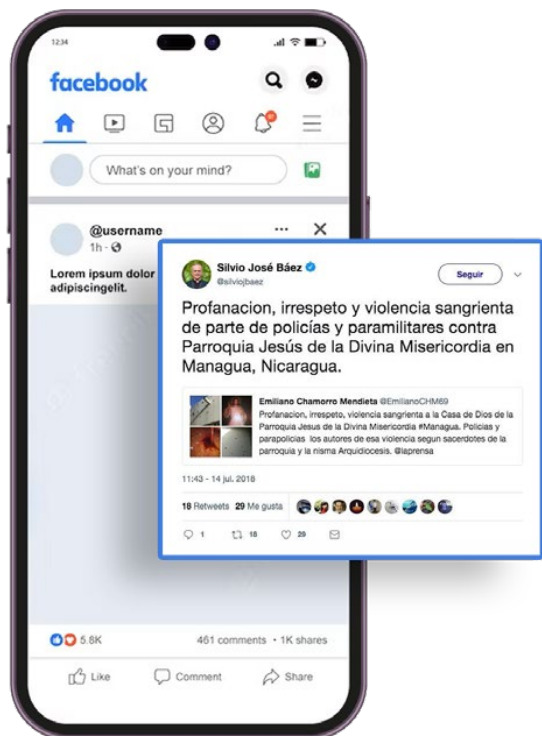 12:34
facebook
What's on your mind?
@username
1h ·
Lorem ipsum dolor
adipiscingelit.
Silvio José Báez
@silviojbaez
Seguir
Profanacion, irrespeto y violencia sangrienta
de parte de policías y paramilitares contra
Parroquia Jesús de la Divina Misericordia en
Managua, Nicaragua.
Emiliano Chamorro Mendieta @EmilianoCHM69
Profanacion, irrespeto, violencia sangrienta a la Casa de Dios de la
Parroquia Jesus de la Divina Misericordia #Managua. Policias y
parapolicias los autores de esa violencia segun sacerdotes de la
parroquia y la nisma Arquidiocesis. @laprensa
11:43 - 14 jul. 2018
18 Retweets 29 Me gusta
1 18 29
5.8K 461 comments • 1K shares
Like Comment Share